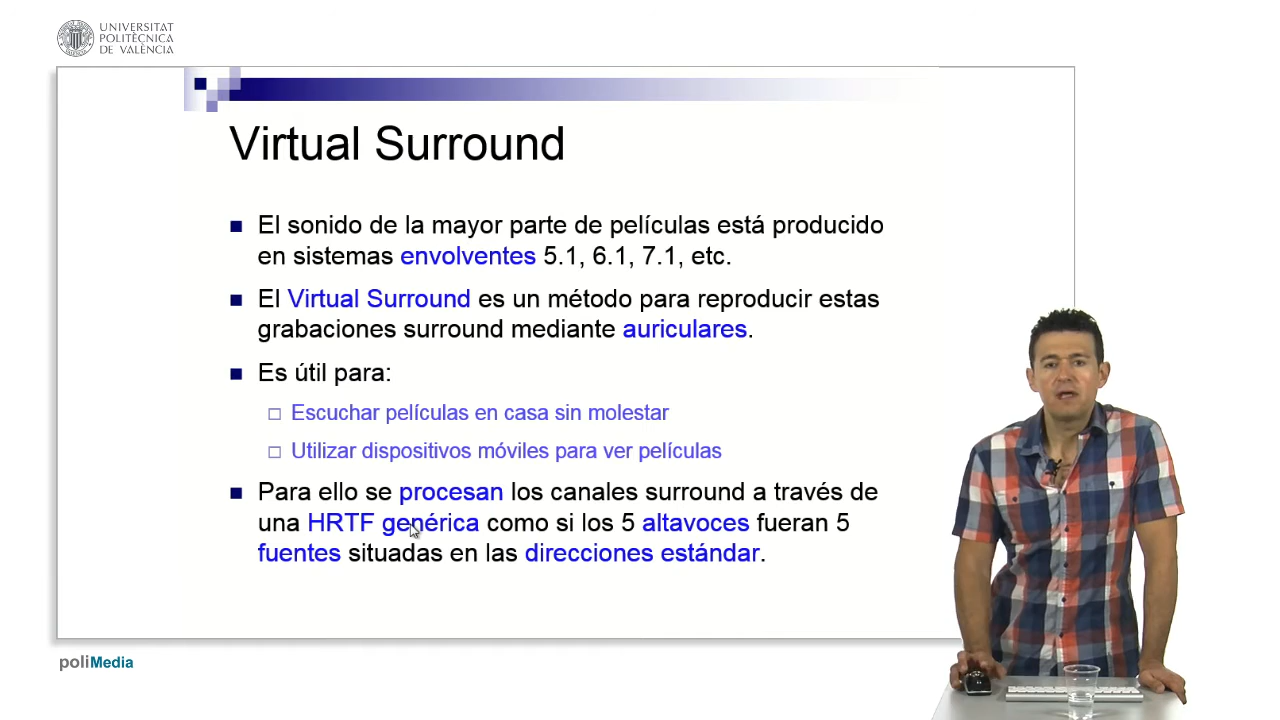 UNIVERSITAT
POLITÈCNICA
DE VALÈNCIA
Virtual Surround
El sonido de la mayor parte de películas está producido
en sistemas envolventes 5.1, 6.1, 7.1, etc.
El Virtual Surround es un método para reproducir estas
grabaciones surround mediante auriculares.
Es útil para:
Escuchar películas en casa sin molestar
Utilizar dispositivos móviles para ver películas
Para ello se procesan los canales surround a través de
una HRTF genérica como si los 5 altavoces fueran 5
fuentes situadas en las direcciones estándar.
poliMedia